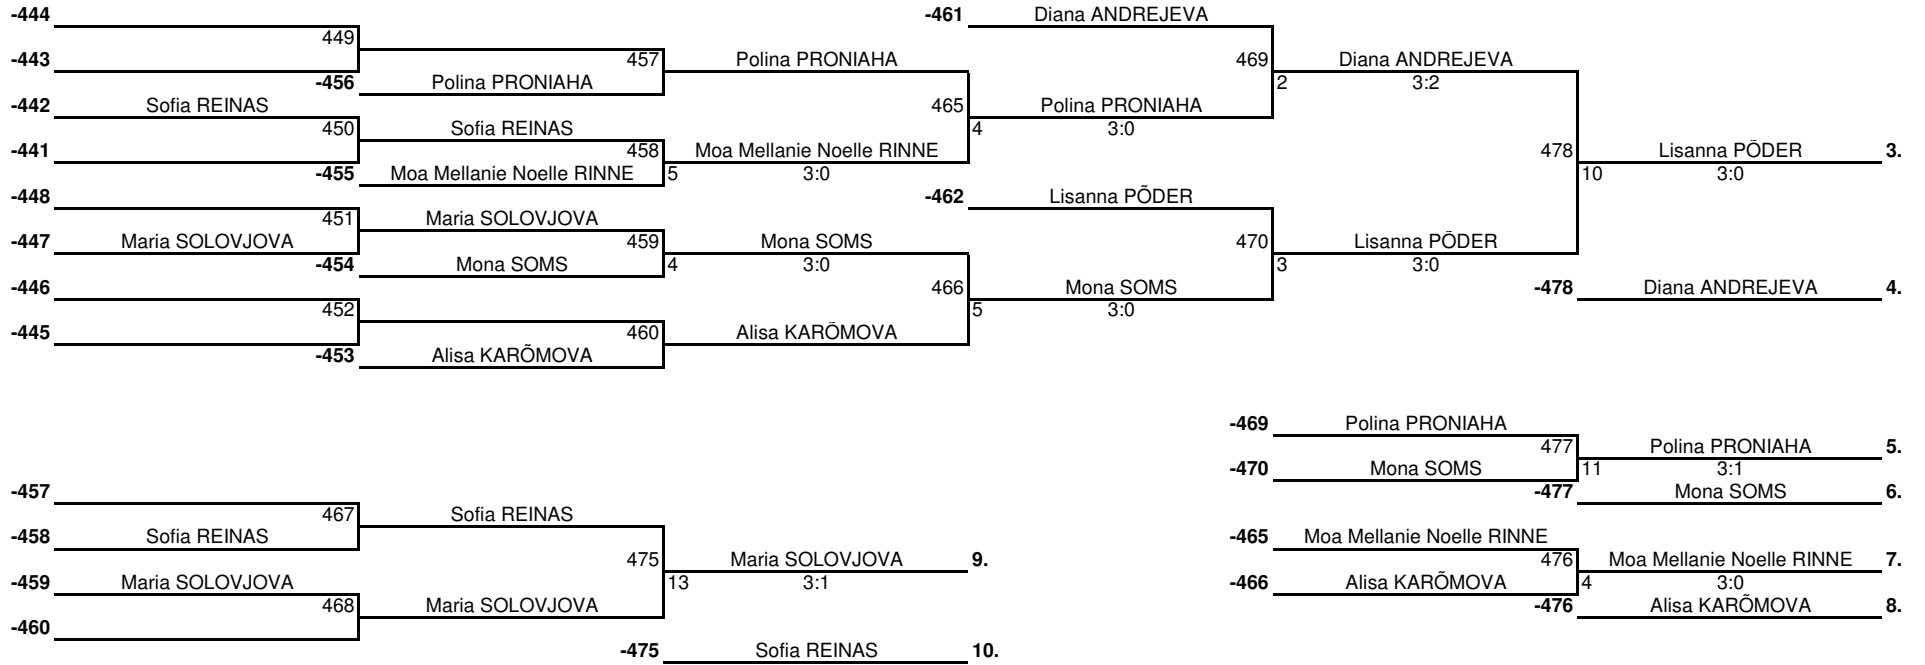 -444
-461 Diana ANDREJEVA
449
-443 457 Polina PRONIAHA 469 Diana ANDREJEVA
-456 Polina PRONIAHA 2 3:2
-442 Sofia REINAS 465 Polina PRONIAHA
450 Sofia REINAS 4 3:0
-441 458 Moa Mellanie Noelle RINNE 478 Lisanna PÕDER 3.
-455 Moa Mellanie Noelle RINNE 5 3:0 10 3:0
-448 -462 Lisanna PÕDER
451 Maria SOLOVJOVA
-447 Maria SOLOVJOVA 459 Mona SOMS 470 Lisanna PÕDER
-454 Mona SOMS 4 3:0 3 3:0
-446 466 Mona SOMS -478 Diana ANDREJEVA 4.
452 5 3:0
-445 460 Alisa KARÕMOVA
-453 Alisa KARÕMOVA
-469 Polina PRONIAHA
477 Polina PRONIAHA 5.
-470 Mona SOMS 11 3:1
-457 -477 Mona SOMS 6.
467 Sofia REINAS
-458 Sofia REINAS -465 Moa Mellanie Noelle RINNE
475 Maria SOLOVJOVA 9. 476 Moa Mellanie Noelle RINNE 7.
-459 Maria SOLOVJOVA 13 3:1 -466 Alisa KARÕMOVA 4 3:0
468 Maria SOLOVJOVA -476 Alisa KARÕMOVA 8.
-460
-475 Sofia REINAS 10.